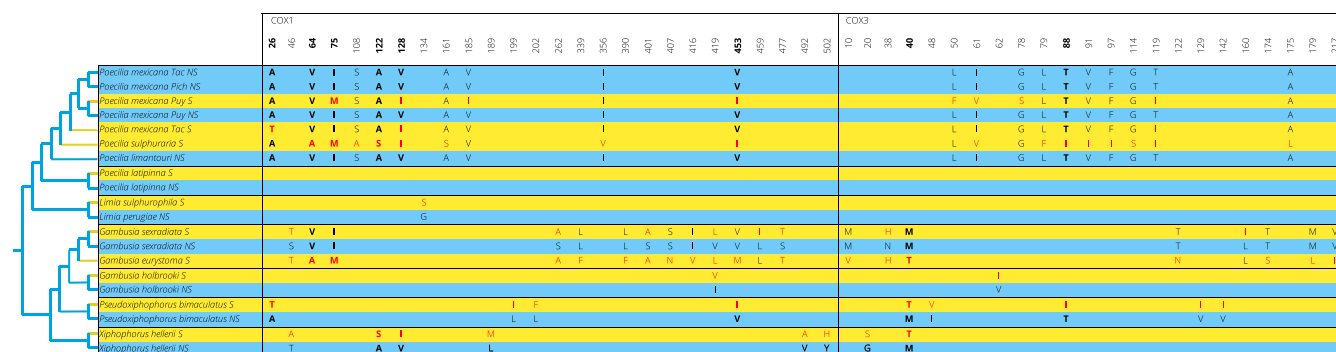 COX1 COX3
26 46 64 75 108 122 128 134 161 185 189 199 202 262 339 356 390 401 407 416 419 453 459 477 492 502 10 20 38 40 48 50 61 62 78 79 88 91 97 114 119 122 129 142 160 174 175 179 217
Poecilia mexicana Tac NS A V I S A V A V I V L I G L T V F G T A
Poecilia mexicana Pich NS A V I S A V A V I V L I G L T V F G T A
Poecilia mexicana Puy S A V M S A I A I I I F V S L T V F G I A
Poecilia mexicana Puy NS A V I S A V A V I V L I G L T V F G I A
Poecilia mexicana Tac S T V I S A I A V I V L I G L T V F G I A
Poecilia sulphuraria S A A M A S I S V V I L V G F I I I S I L
Poecilia limantouri NS A V I S A V A V I V L I G L T V F G T A
Poecilia latipinna S
Poecilia latipinna NS
Limia sulphurophila S S
Limia perugiae NS G
Gambusia sexradiata S T V I A L L A S I L V I T M H M T I T M V
Gambusia sexradiata NS S V I S L L S S I V V L S M N M T L T M V
Gambusia eurystoma S T A M A F F A N V L M L T V H T N L S L I
Gambusia holbrooki S V I
Gambusia holbrooki NS I V
Pseudoxiphophorus bimaculatus S T I F I T V I I I
Pseudoxiphophorus bimaculatus NS A L L V M I T V V
Xiphophorus hellerii S A S I M A H S T
Xiphophorus hellerii NS T A V L V Y G M